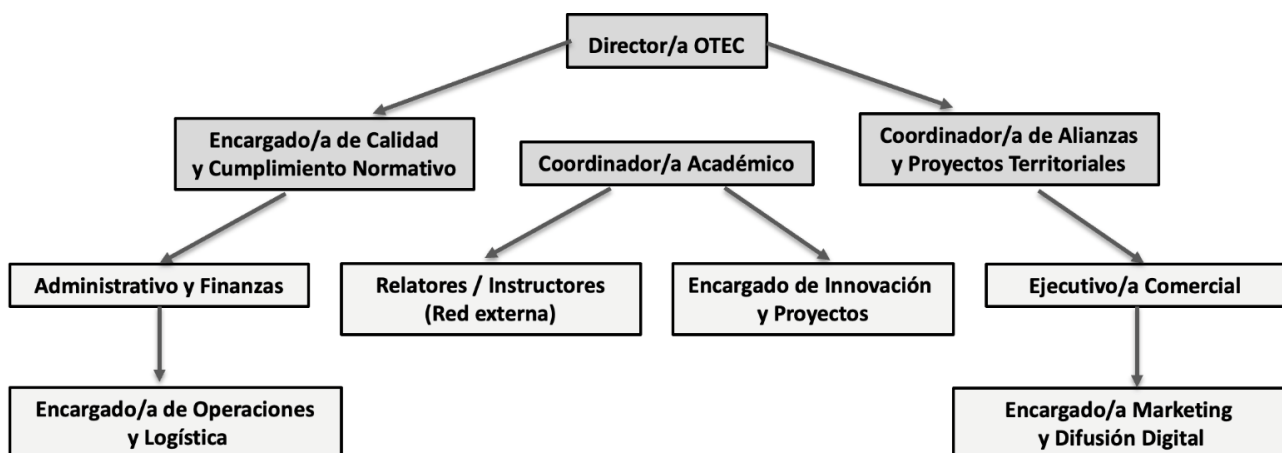 Director/a OTEC
Encargado/a de Calidad
y Cumplimiento Normativo
Coordinador/a Académico
Coordinador/a de Alianzas
y Proyectos Territoriales
Administrativo y Finanzas
Relatores / Instructores
(Red externa)
Encargado de Innovación
y Proyectos
Ejecutivo/a Comercial
Encargado/a de Operaciones
y Logística
Encargado/a Marketing
y Difusión Digital